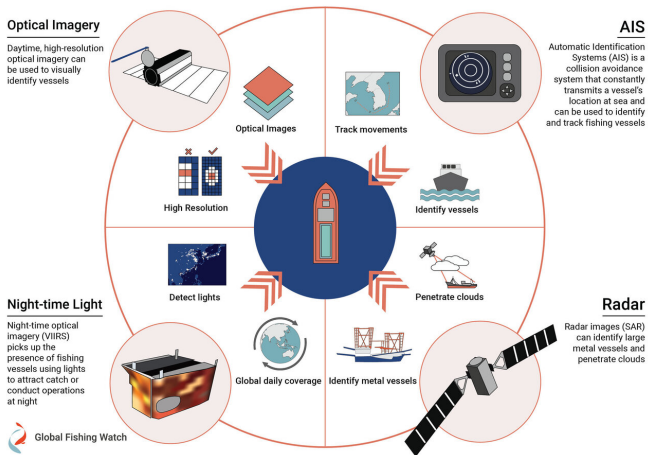 Optical Imagery
Daytime, high-resolution
optical imagery can
be used to visually
identify vessels
AIS
Automatic Identification
Systems (AIS) is a
collision avoidance
system that constantly
transmits a vessel's
location at sea and
can be used to identify
and track fishing vessels
Optical Images
Track movements
High Resolution
Identify vessels
Detect lights
Penetrate clouds
Global daily coverage
Identify metal vessels
Night-time Light
Night-time optical
imagery (VIIRS)
picks up the
presence of fishing
vessels using lights
to attract catch or
conduct operations
at night
Radar
Radar images (SAR)
can identify large
metal vessels and
penetrate clouds
Global Fishing Watch